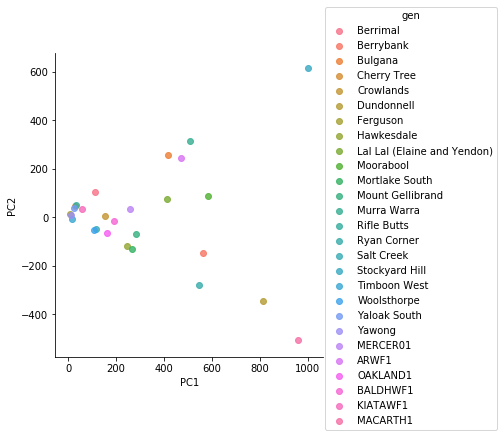 gen
Berrimal
Berrybank
Bulgana
Cherry Tree
Crowlands
Dundonnell
Ferguson
Hawkesdale
Lal Lal (Elaine and Yendon)
Moorabool
Mortlake South
Mount Gellibrand
Murra Warra
Rifle Butts
Ryan Corner
Salt Creek
Stockyard Hill
Timboon West
Woolsthorpe
Yaloak South
Yawong
MERCER01
ARWF1
OAKLAND1
BALDHWF1
KIATAWF1
MACARTH1
PC2
600
400
200
0
−200
−400
0 200 400 600 800 1000
PC1